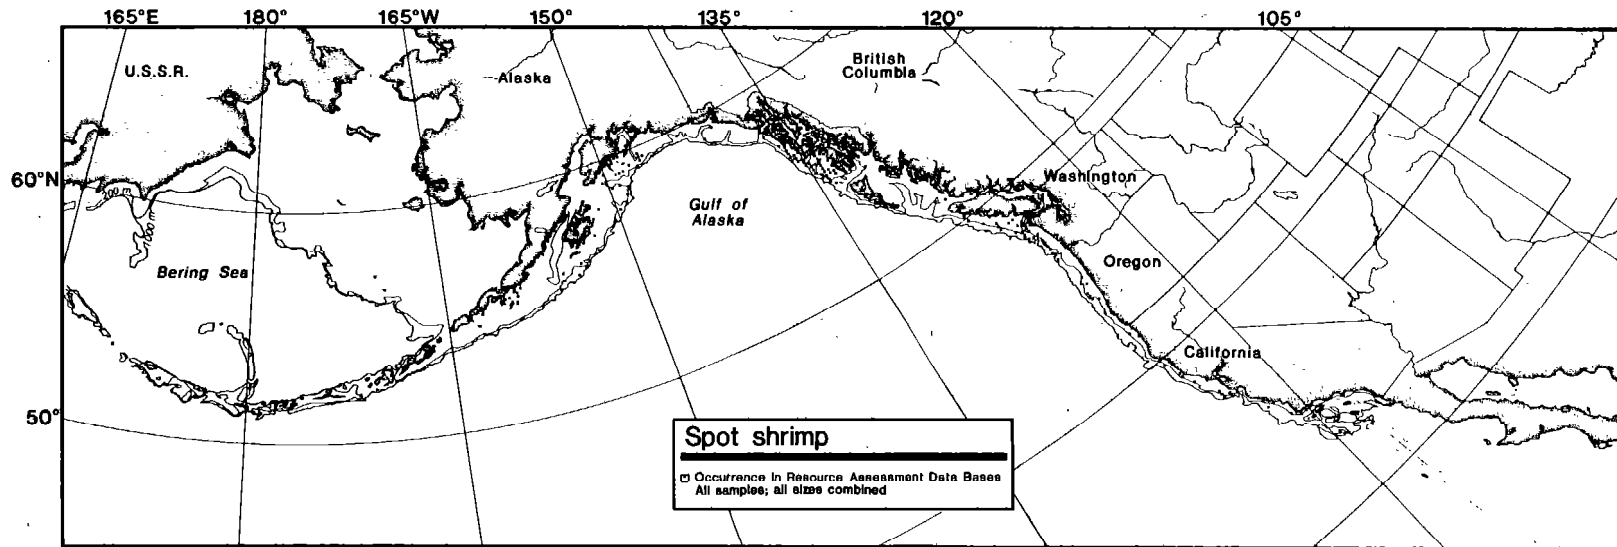 165°E 180° 165°W 150° 135° 120° 105°
U.S.S.R.
Alaska
British
Columbia
60°N
Washington
Gulf of
Alaska
Bering Sea
Oregon
California
50°
Spot shrimp
Occurrence in Resource Assessment Data Bases
All samples; all sizes combined